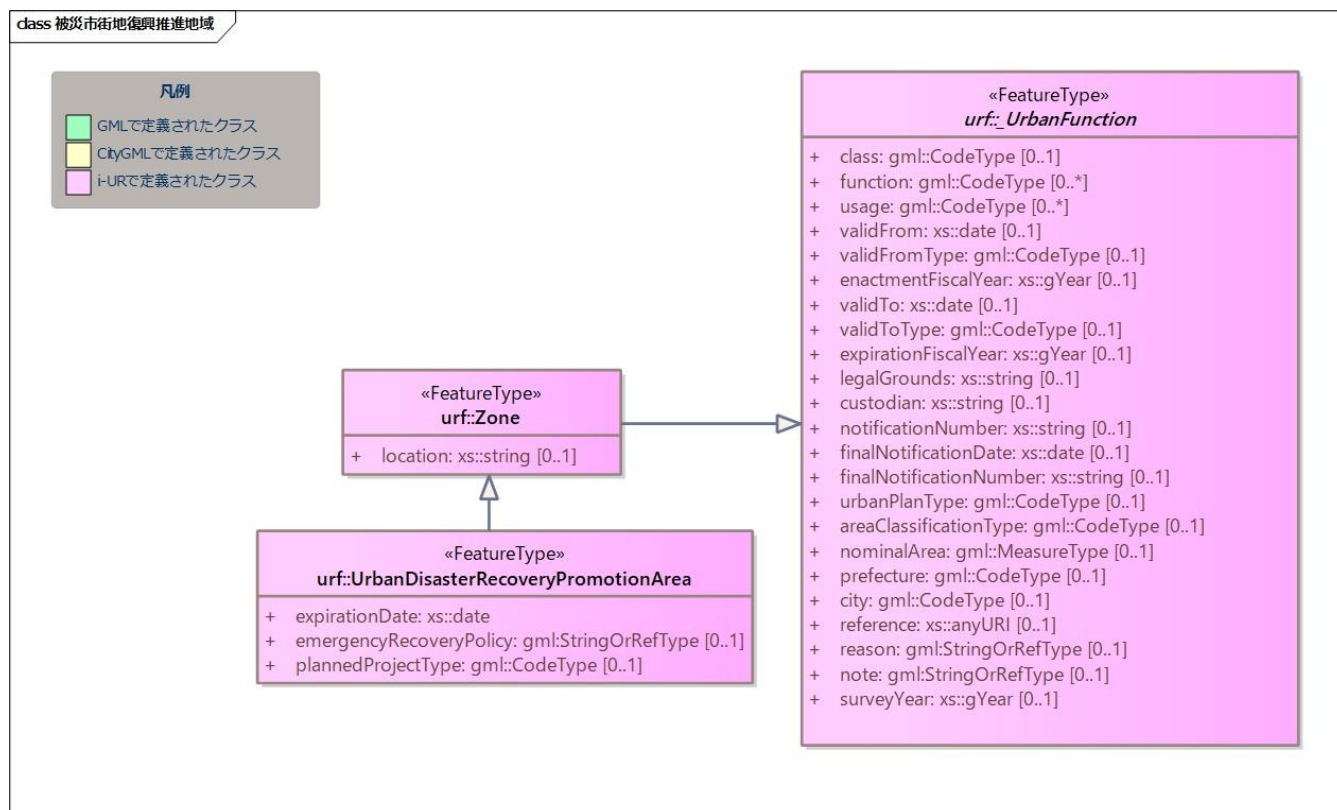 class 被災市街地復興推進地域
凡例
GMLで定義されたクラス
CityGMLで定義されたクラス
i-URで定義されたクラス
«FeatureType»
urf::_UrbanFunction
+ class: gml::CodeType [0..1]
+ function: gml::CodeType [0..*]
+ usage: gml::CodeType [0..*]
+ validFrom: xs::date [0..1]
+ validFromType: gml::CodeType [0..1]
+ enactmentFiscalYear: xs::gYear [0..1]
+ validTo: xs::date [0..1]
+ validToType: gml::CodeType [0..1]
+ expirationFiscalYear: xs::gYear [0..1]
+ legalGrounds: xs::string [0..1]
+ custodian: xs::string [0..1]
+ notificationNumber: xs::string [0..1]
+ finalNotificationDate: xs::date [0..1]
+ finalNotificationNumber: xs::string [0..1]
+ urbanPlanType: gml::CodeType [0..1]
+ areaClassificationType: gml::CodeType [0..1]
+ nominalArea: gml::MeasureType [0..1]
+ prefecture: gml::CodeType [0..1]
+ city: gml::CodeType [0..1]
+ reference: xs::anyURI [0..1]
+ reason: gml:StringOrRefType [0..1]
+ note: gml:StringOrRefType [0..1]
+ surveyYear: xs::gYear [0..1]
«FeatureType»
urf::Zone
+ location: xs::string [0..1]
«FeatureType»
urf::UrbanDisasterRecoveryPromotionArea
+ expirationDate: xs::date
+ emergencyRecoveryPolicy: gml:StringOrRefType [0..1]
+ plannedProjectType: gml::CodeType [0..1]